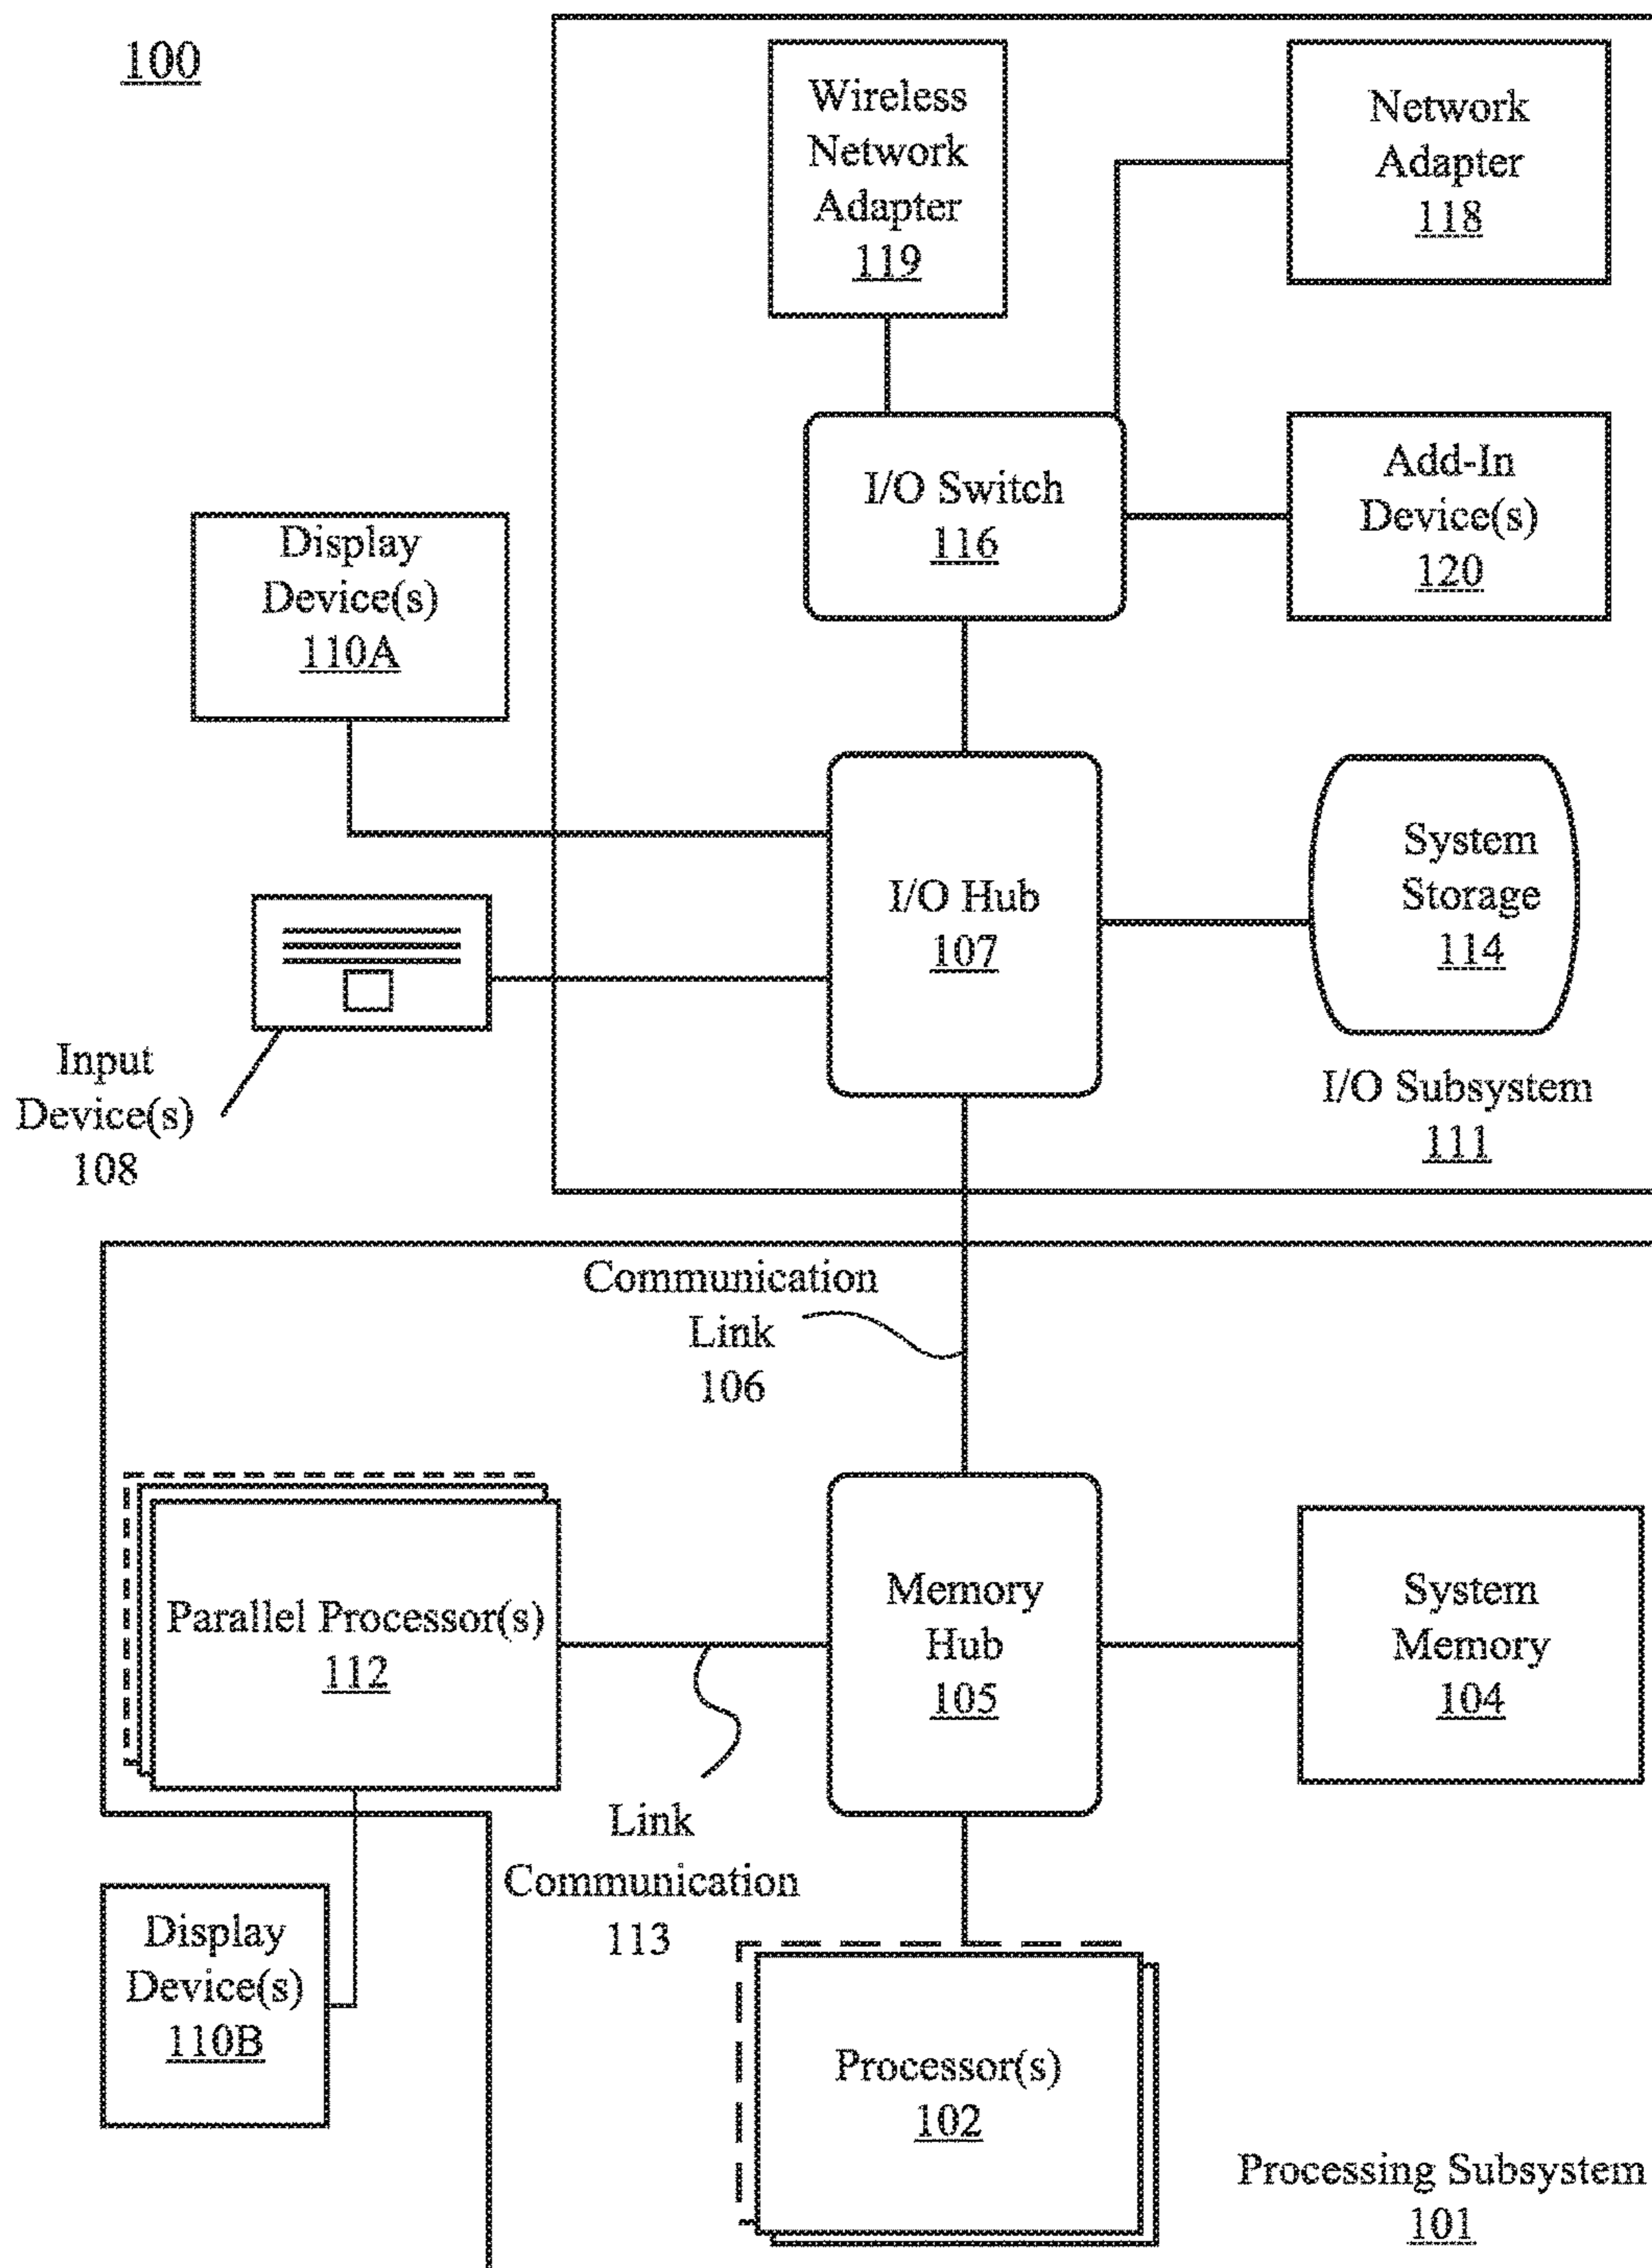 100
Wireless
Network
Adapter
119
Network
Adapter
118
I/O Switch
116
Add-In
Device(s)
120
Display
Device(s)
110A
I/O Hub
107
System
Storage
114
Input
Device(s)
108
I/O Subsystem
111
Communication
Link
106
Parallel Processor(s)
112
Memory
Hub
105
System
Memory
104
Link
Communication
113
Display
Device(s)
110B
Processor(s)
102
Processing Subsystem
101